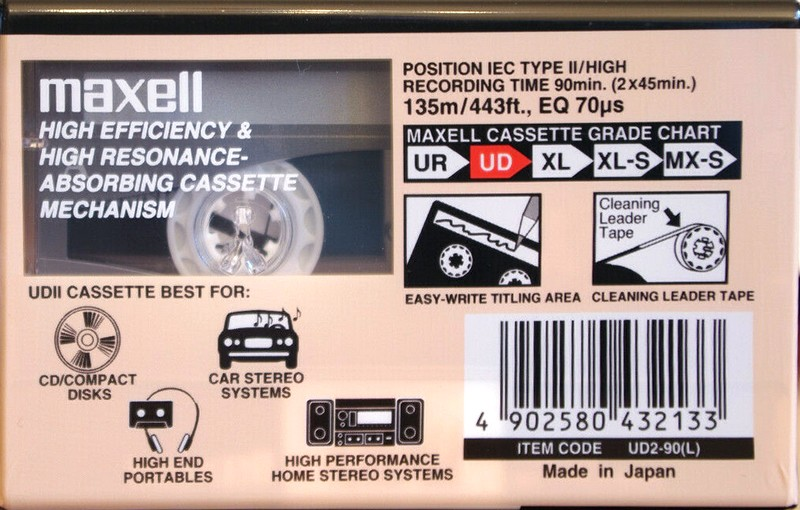 maxell
HIGH EFFICIENCY &
HIGH RESONANCE-
ABSORBING CASSETTE
MECHANISM
POSITION IEC TYPE II/HIGH
RECORDING TIME 90min. (2x45min.)
135m/443ft., EQ 70µs
MAXELL CASSETTE GRADE CHART
UR UD XL XL-S MX-S
Cleaning
Leader
Tape
EASY-WRITE TITLING AREA
CLEANING LEADER TAPE
UDII CASSETTE BEST FOR:
CD/COMPACT
DISKS
CAR STEREO
SYSTEMS
HIGH END
PORTABLES
HIGH PERFORMANCE
HOME STEREO SYSTEMS
4 902580 432133
ITEM CODE UD2-90(L)
Made in Japan